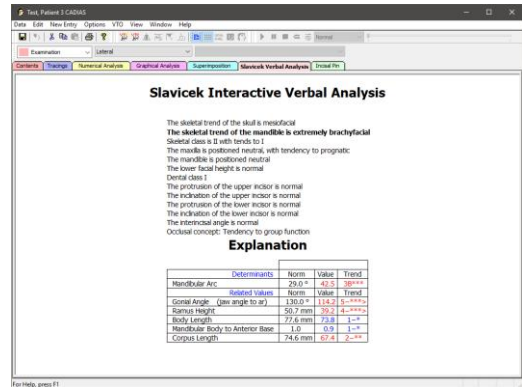 Test, Patient 3 CADIAS
Data Edit Options New Entry VTO View Window Help
Normal
Examination Lateral
Contents Tracings Numerical Analysis Graphical Analysis Superimposition Slavicek Verbal Analysis Incisal Pin
Slavicek Interactive Verbal Analysis
The skeletal trend of the skull is mesiofacial
The skeletal trend of the mandible is extremely brachyfacial
Skeletal class is II with tends to I
The maxilla is positioned neutral, with tendency to prognatic
The mandible is positioned neutral
The lower facial height is normal
Dental class I
The protrusion of the upper incisor is normal
The inclination of the upper incisor is normal
The protrusion of the lower incisor is normal
The inclination of the lower incisor is normal
The interincisal angle is normal
Occlusal concept: Tendency to group function
Explanation
Determinants Norm Value Trend
Mandibular Arc 29.0 ° 42.5 3B***
Related Values Norm Value Trend
Gonial Angle (jaw angle to ar) 130.0 ° 114.2 5-***>
Ramus Height 50.7 mm 39.2 4-***>
Body Length 77.6 mm 73.8 1-*
Mandibular Body to Anterior Base 1.0 0.9 1-*
Corpus Length 74.6 mm 67.4 2-**
For Help, press F1